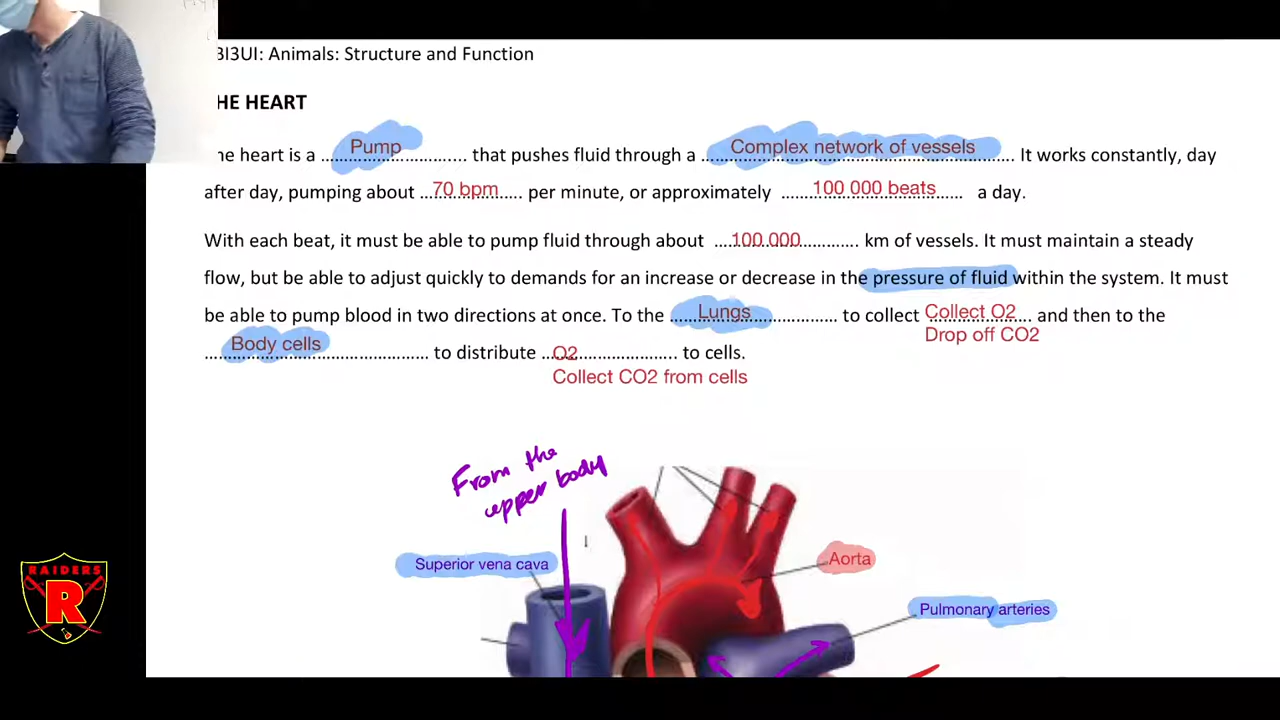 3I3UI: Animals: Structure and Function
HE HEART
he heart is a ...Pump... that pushes fluid through a ...Complex network of vessels... It works constantly, day
after day, pumping about ...70 bpm... per minute, or approximately ...100 000 beats... a day.
With each beat, it must be able to pump fluid through about ...100 000... km of vessels. It must maintain a steady
flow, but be able to adjust quickly to demands for an increase or decrease in the pressure of fluid within the system. It must
be able to pump blood in two directions at once. To the ...Lungs... to collect Collect O2... and then to the
Drop off CO2
...Body cells... to distribute ...O2... to cells.
Collect CO2 from cells
From the
upper body
Superior vena cava
Aorta
Pulmonary arteries
RAIDERS
R